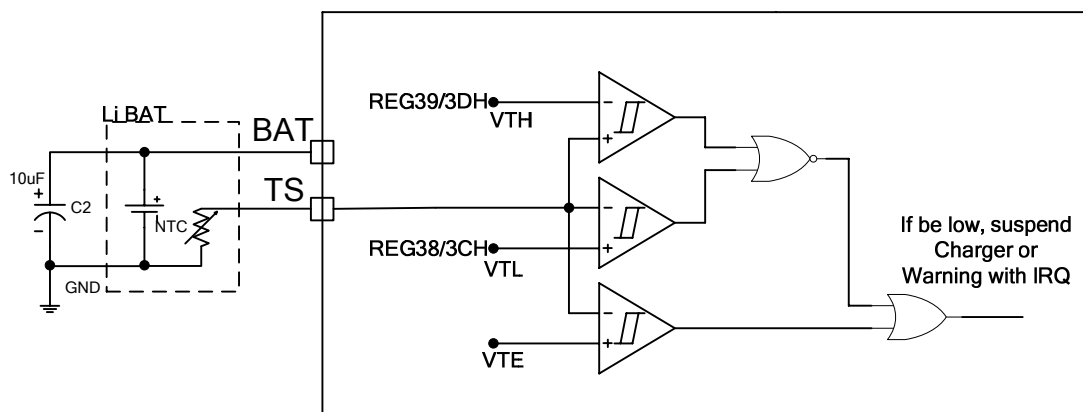 Li BAT
BAT
10uF
+
C2
-
+
NTC
GND
TS
REG39/3DH
VTH
-
+
REG38/3CH
VTL
-
+
VTE
-
+
If be low, suspend
Charger or
Warning with IRQ